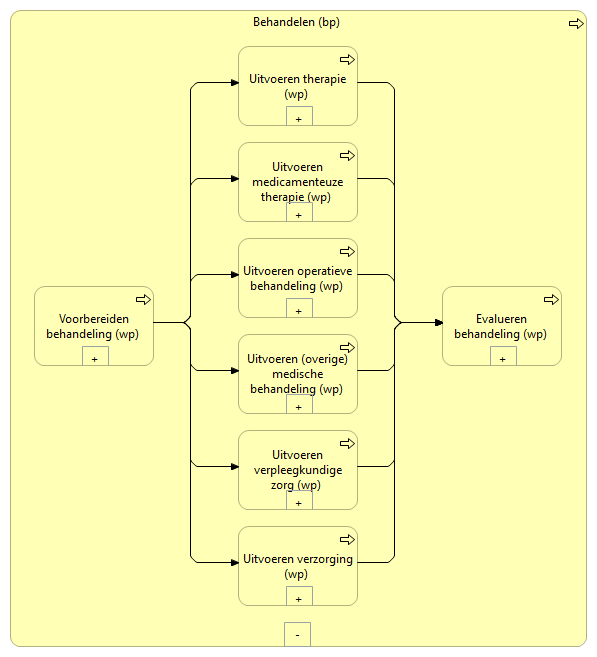 Behandelen (bp)
Uitvoeren therapie
(wp)
+
Uitvoeren
medicamenteuze
therapie (wp)
+
Uitvoeren operatieve
behandeling (wp)
+
Voorbereiden
behandeling (wp)
+
Evalueren
behandeling (wp)
+
Uitvoeren (overige)
medische
behandeling (wp)
+
Uitvoeren
verpleegkundige
zorg (wp)
+
Uitvoeren verzorging
(wp)
+
-